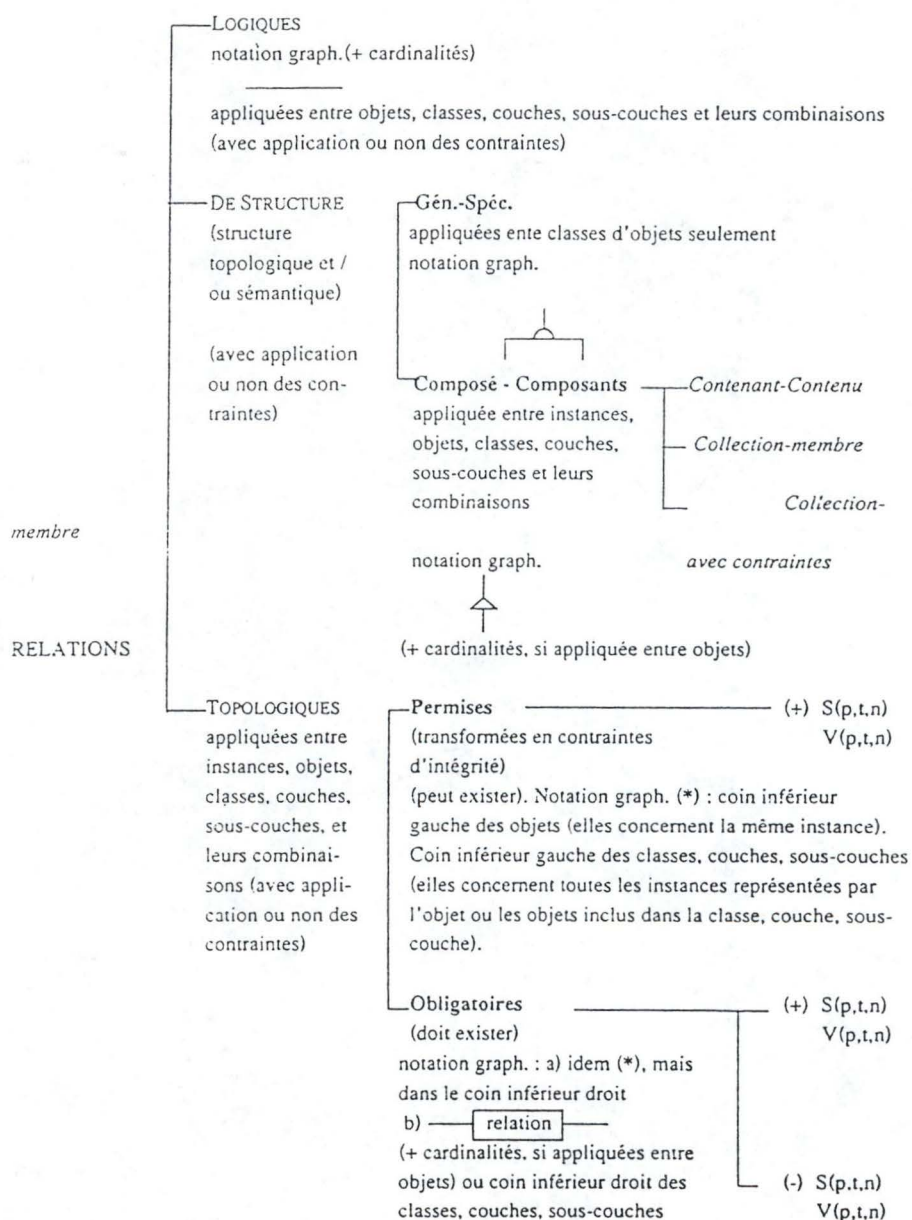 LOGIQUES
notation graph.(+ cardinalités)
appliquées entre objets, classes, couches, sous-couches et leurs combinaisons
(avec application ou non des contraintes)
DE STRUCTURE
(structure
topologique et /
ou sémantique)
(avec application
ou non des con-
traintes)
Gén.-Spéc.
appliquées ente classes d'objets seulement
notation graph.
Composé - Composants
appliquée entre instances,
objets, classes, couches,
sous-couches et leurs
combinaisons
Contenant-Contenu
Collection-membre
Collection-
membre
avec contraintes
notation graph.
(+ cardinalités, si appliquée entre objets)
RELATIONS
TOPOLOGIQUES
appliquées entre
instances, objets,
classes, couches,
sous-couches, et
leurs combinai-
sons (avec appli-
cation ou non des
contraintes)
Permises
(+) S(p,t,n)
V(p,t,n)
(transformées en contraintes
d'intégrité)
(peut exister). Notation graph. (*) : coin inférieur
gauche des objets (elles concernent la même instance).
Coin inférieur gauche des classes, couches, sous-couches
(elles concernent toutes les instances représentées par
l'objet ou les objets inclus dans la classe, couche, sous-
couche).
Obligatoires
(+) S(p,t,n)
V(p,t,n)
(doit exister)
notation graph. : a) idem (*), mais
dans le coin inférieur droit
b) relation
(+ cardinalités, si appliquées entre
objets) ou coin inférieur droit des
classes, couches, sous-couches
(-) S(p,t,n)
V(p,t,n)